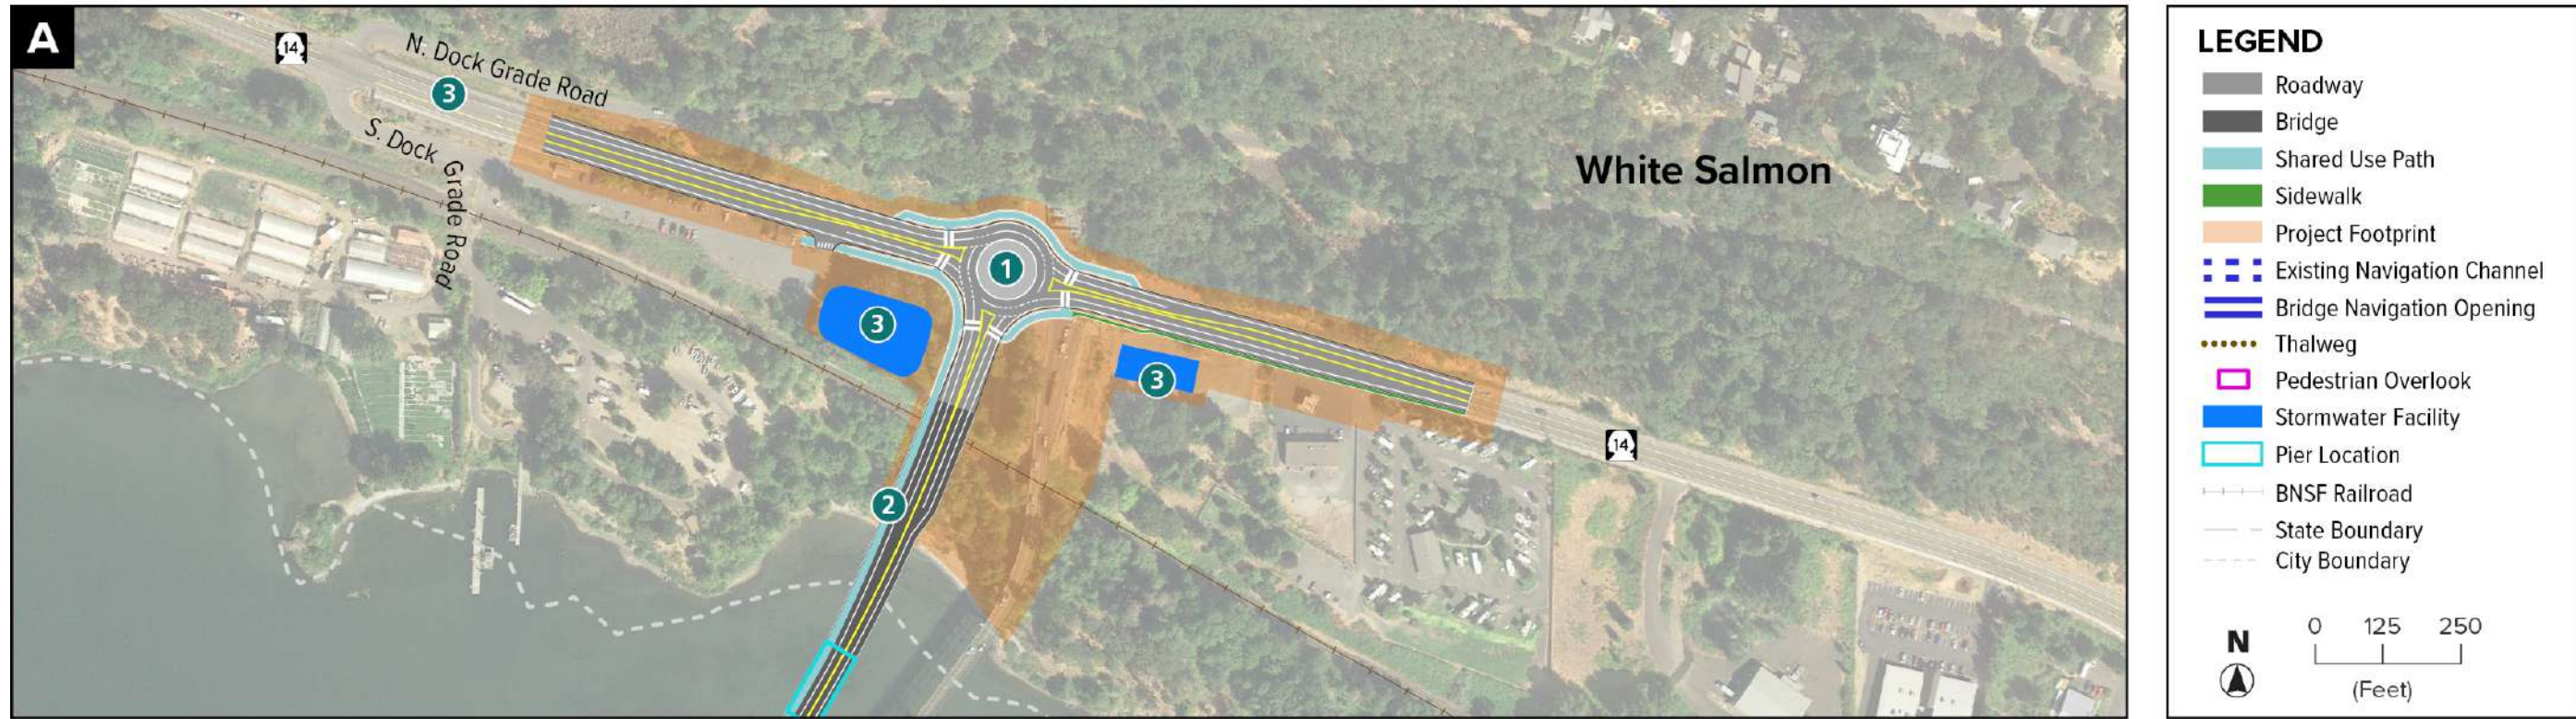 A
14
N. Dock Grade Road
3
S. Dock Grade Road
White Salmon
1
3
3
2
14
LEGEND
Roadway
Bridge
Shared Use Path
Sidewalk
Project Footprint
Existing Navigation Channel
Bridge Navigation Opening
Thalweg
Pedestrian Overlook
Stormwater Facility
Pier Location
BNSF Railroad
State Boundary
City Boundary
N
0 125 250
(Feet)